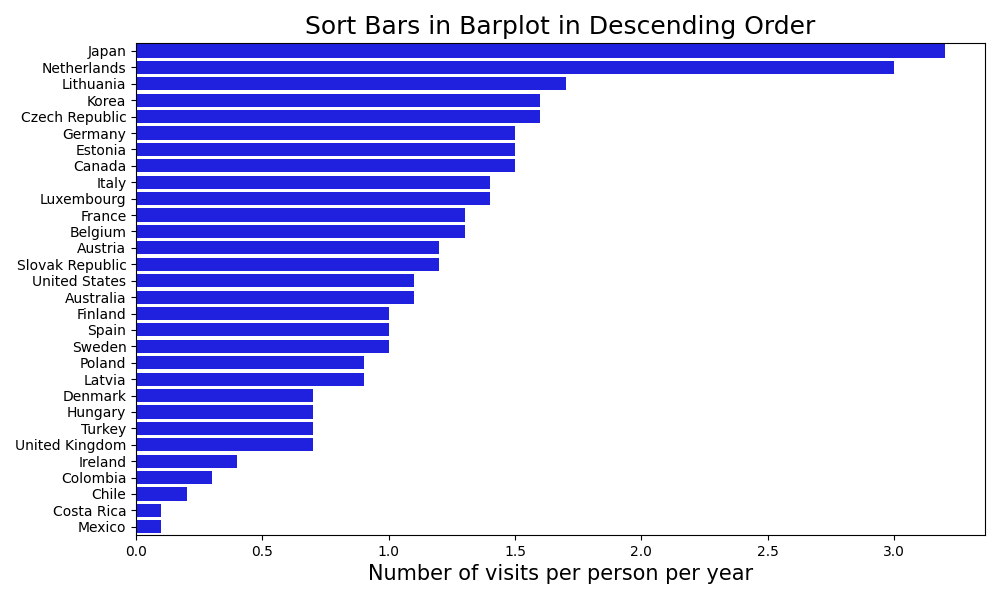 Sort Bars in Barplot in Descending Order
Japan
Netherlands
Lithuania
Korea
Czech Republic
Germany
Estonia
Canada
Italy
Luxembourg
France
Belgium
Austria
Slovak Republic
United States
Australia
Finland
Spain
Sweden
Poland
Latvia
Denmark
Hungary
Turkey
United Kingdom
Ireland
Colombia
Chile
Costa Rica
Mexico
0.0 0.5 1.0 1.5 2.0 2.5 3.0
Number of visits per person per year